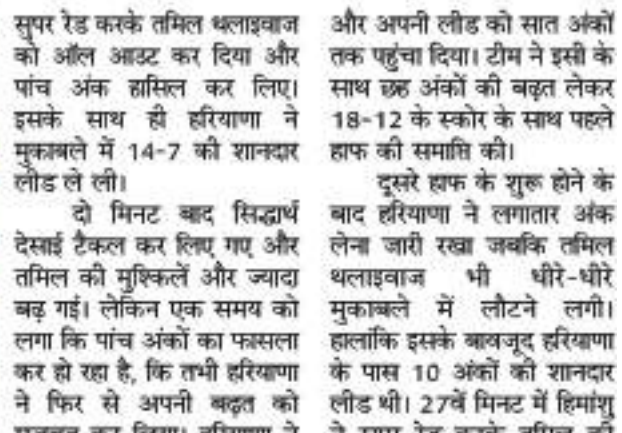 सुपर रेड करके तमिल थलाइवाज
को ऑल आउट कर दिया और
पांच अंक हासिल कर लिए।
इसके साथ ही हरियाणा ने
मुकाबले में 14-7 की शानदार
लीड ले ली।
दो मिनट बाद सिद्धार्थ
देसाई टैकल कर लिए गए और
तमिल की मुश्किलें और ज्यादा
बढ़ गई। लेकिन एक समय को
लगा कि पांच अंकों का फासला
कर हो रहा है, कि तभी हरियाणा
ने फिर से अपनी बढ़त को
और अपनी लीड को सात अंकों
तक पहुंचा दिया। टीम ने इसी के
साथ छह अंकों की बढ़त लेकर
18-12 के स्कोर के साथ पहले
हाफ की समाप्ति की।
दूसरे हाफ के शुरू होने के
बाद हरियाणा ने लगातार अंक
लेना जारी रखा जबकि तमिल
थलाइवाज भी धीरे-धीरे
मुकाबले में लौटने लगी।
हालांकि इसके बावजूद हरियाणा
के पास 10 अंकों की शानदार
लीड थी। 27वें मिनट में हिमांशु